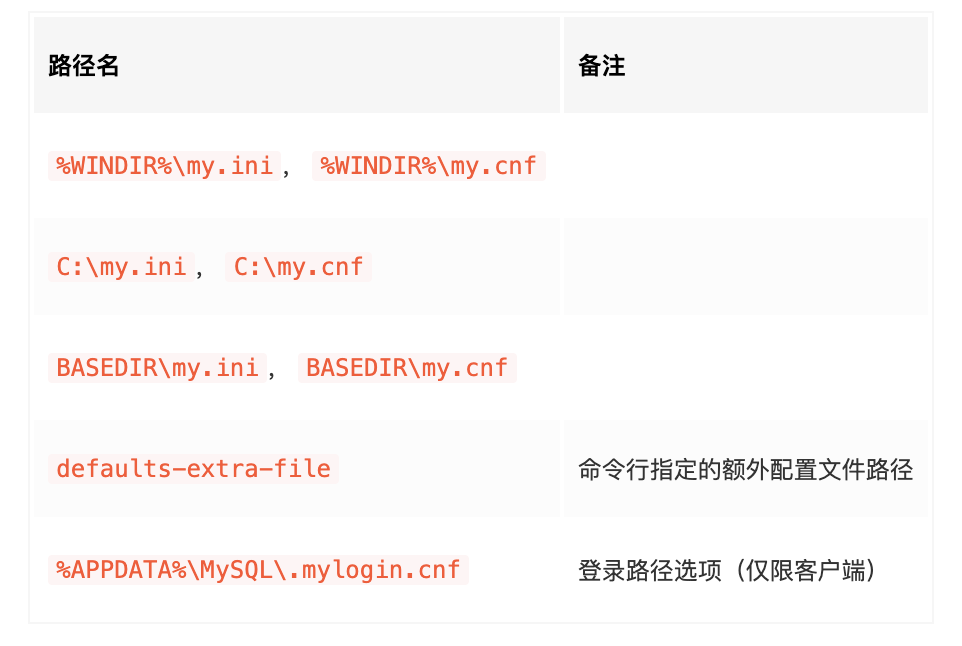 路径名 备注
%WINDIR%\my.ini， %WINDIR%\my.cnf
C:\my.ini， C:\my.cnf
BASEDIR\my.ini， BASEDIR\my.cnf
defaults-extra-file 命令行指定的额外配置文件路径
%APPDATA%\MySQL\.mylogin.cnf 登录路径选项（仅限客户端）